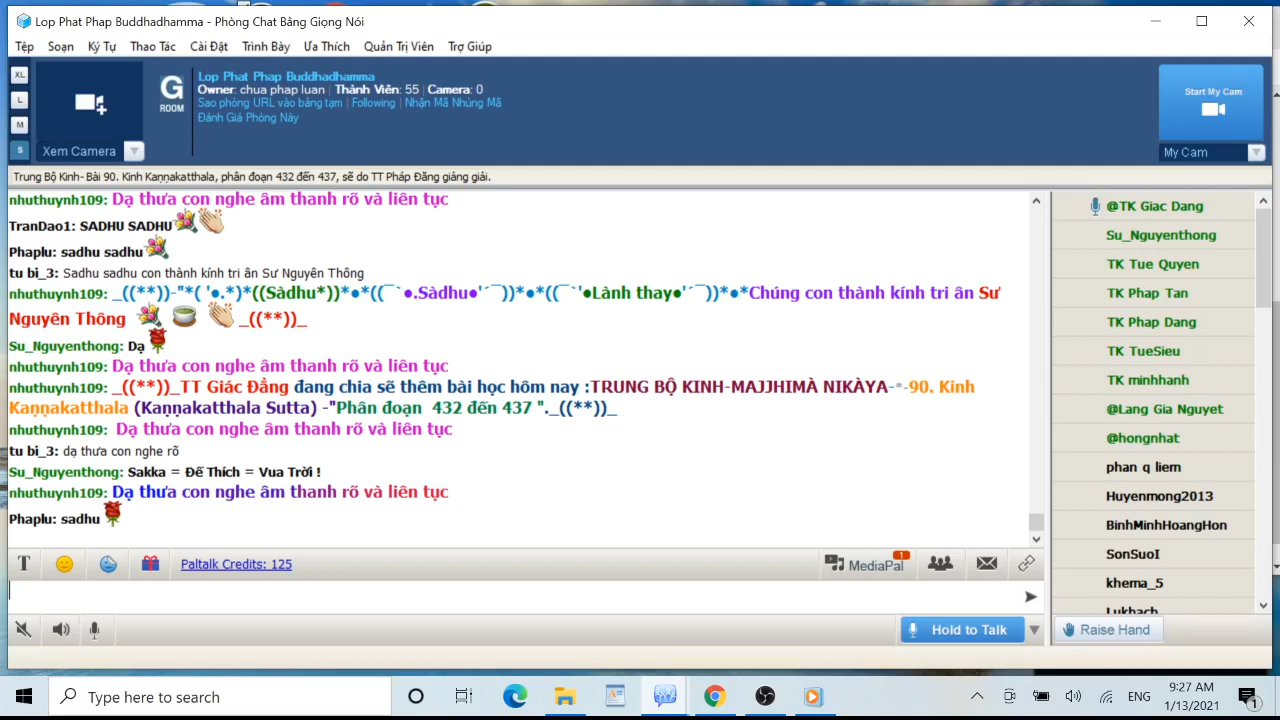 Lop Phat Phap Buddhadhamma - Phòng Chat Bằng Giọng Nói
Tệp Soạn Ký Tự Thao Tác Cài Đặt Trình Bày Ưa Thích Quản Trị Viên Trợ Giúp
XL
L
M
S
Xem Camera
G
ROOM
Lop Phat Phap Buddhadhamma
Owner: chua phap luan | Thành Viên: 55 | Camera: 0
Sao phòng URL vào bảng tạm | Following | Nhận Mã Nhúng Mã
Đánh Giá Phòng Này
Start My Cam
My Cam
Trung Bộ Kinh- Bài 90. Kinh Kaṇṇakatthala, phân đoạn 432 đến 437, sẽ do TT Pháp Đăng giảng giải.
nhuthuynh109: Dạ thưa con nghe âm thanh rõ và liên tục
TranDao1: SADHU SADHU
Phaplu: sadhu sadhu
tu bi_3: Sadhu sadhu con thành kính tri ân Sư Nguyên Thông
nhuthuynh109: _((**))-"*( '●.*)*((Sàdhu*))*●*((¯`●.Sàdhu●'´¯))*●*((¯`'●Lành thay●'´¯))*●*Chúng con thành kính tri ân Sư
Nguyên Thông _((**))_
Su_Nguyenthong: Dạ
nhuthuynh109: Dạ thưa con nghe âm thanh rõ và liên tục
nhuthuynh109: _((**))_TT Giác Đẳng đang chia sẽ thêm bài học hôm nay :TRUNG BỘ KINH-MAJJHIMÀ NIKÀYA-*-90. Kinh
Kaṇṇakatthala (Kaṇṇakatthala Sutta) -"Phân đoạn 432 đến 437 "._((**))_
nhuthuynh109: Dạ thưa con nghe âm thanh rõ và liên tục
tu bi_3: dạ thưa con nghe rõ
Su_Nguyenthong: Sakka = Đế Thích = Vua Trời !
nhuthuynh109: Dạ thưa con nghe âm thanh rõ và liên tục
Phaplu: sadhu
@TK Giac Dang
Su_Nguyenthong
TK Tue Quyen
TK Phap Tan
TK Phap Dang
TK TueSieu
TK minhhanh
@Lang Gia Nguyet
@hongnhat
phan q liem
Huyenmong2013
BinhMinhHoangHon
SonSuoI
khema_5
Lukhach
T Paltalk Credits: 125 MediaPal 1
Hold to Talk
Raise Hand
Type here to search
ENG
9:27 AM
1/13/2021
1